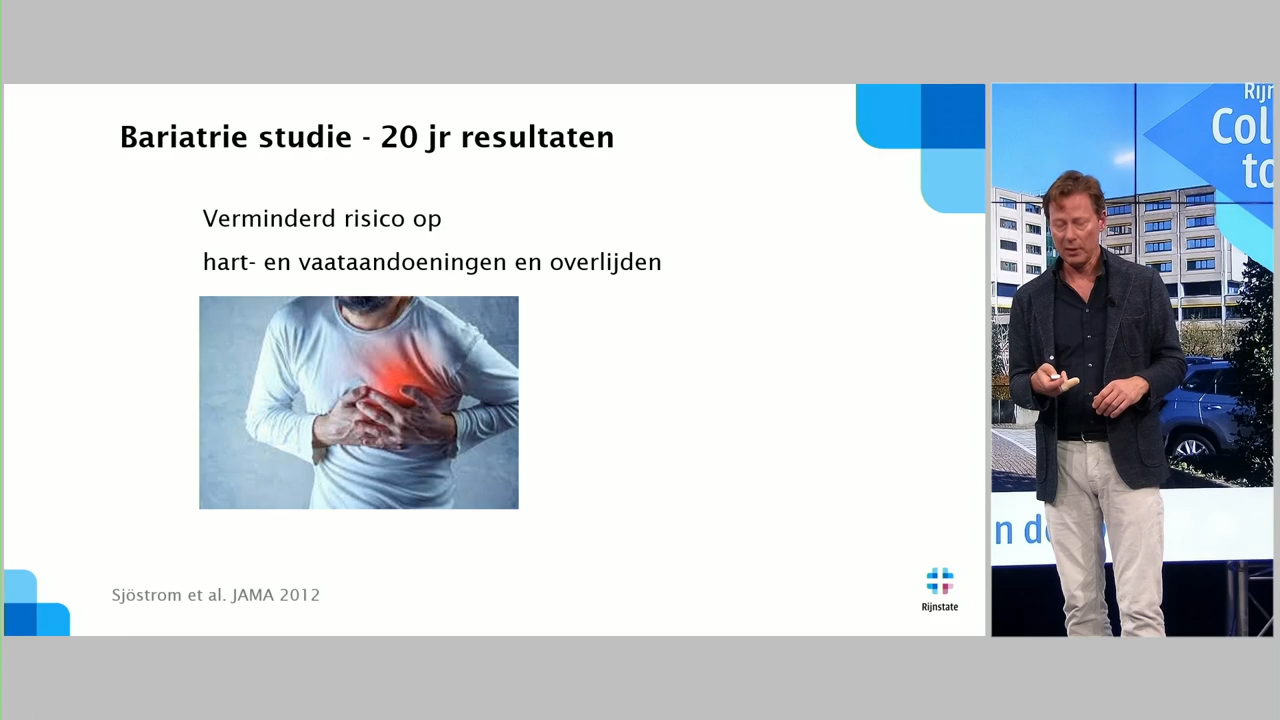 Bariatrie studie - 20 jr resultaten
Verminderd risico op
hart- en vaataandoeningen en overlijden
Sjöstrom et al. JAMA 2012
Rijnstate